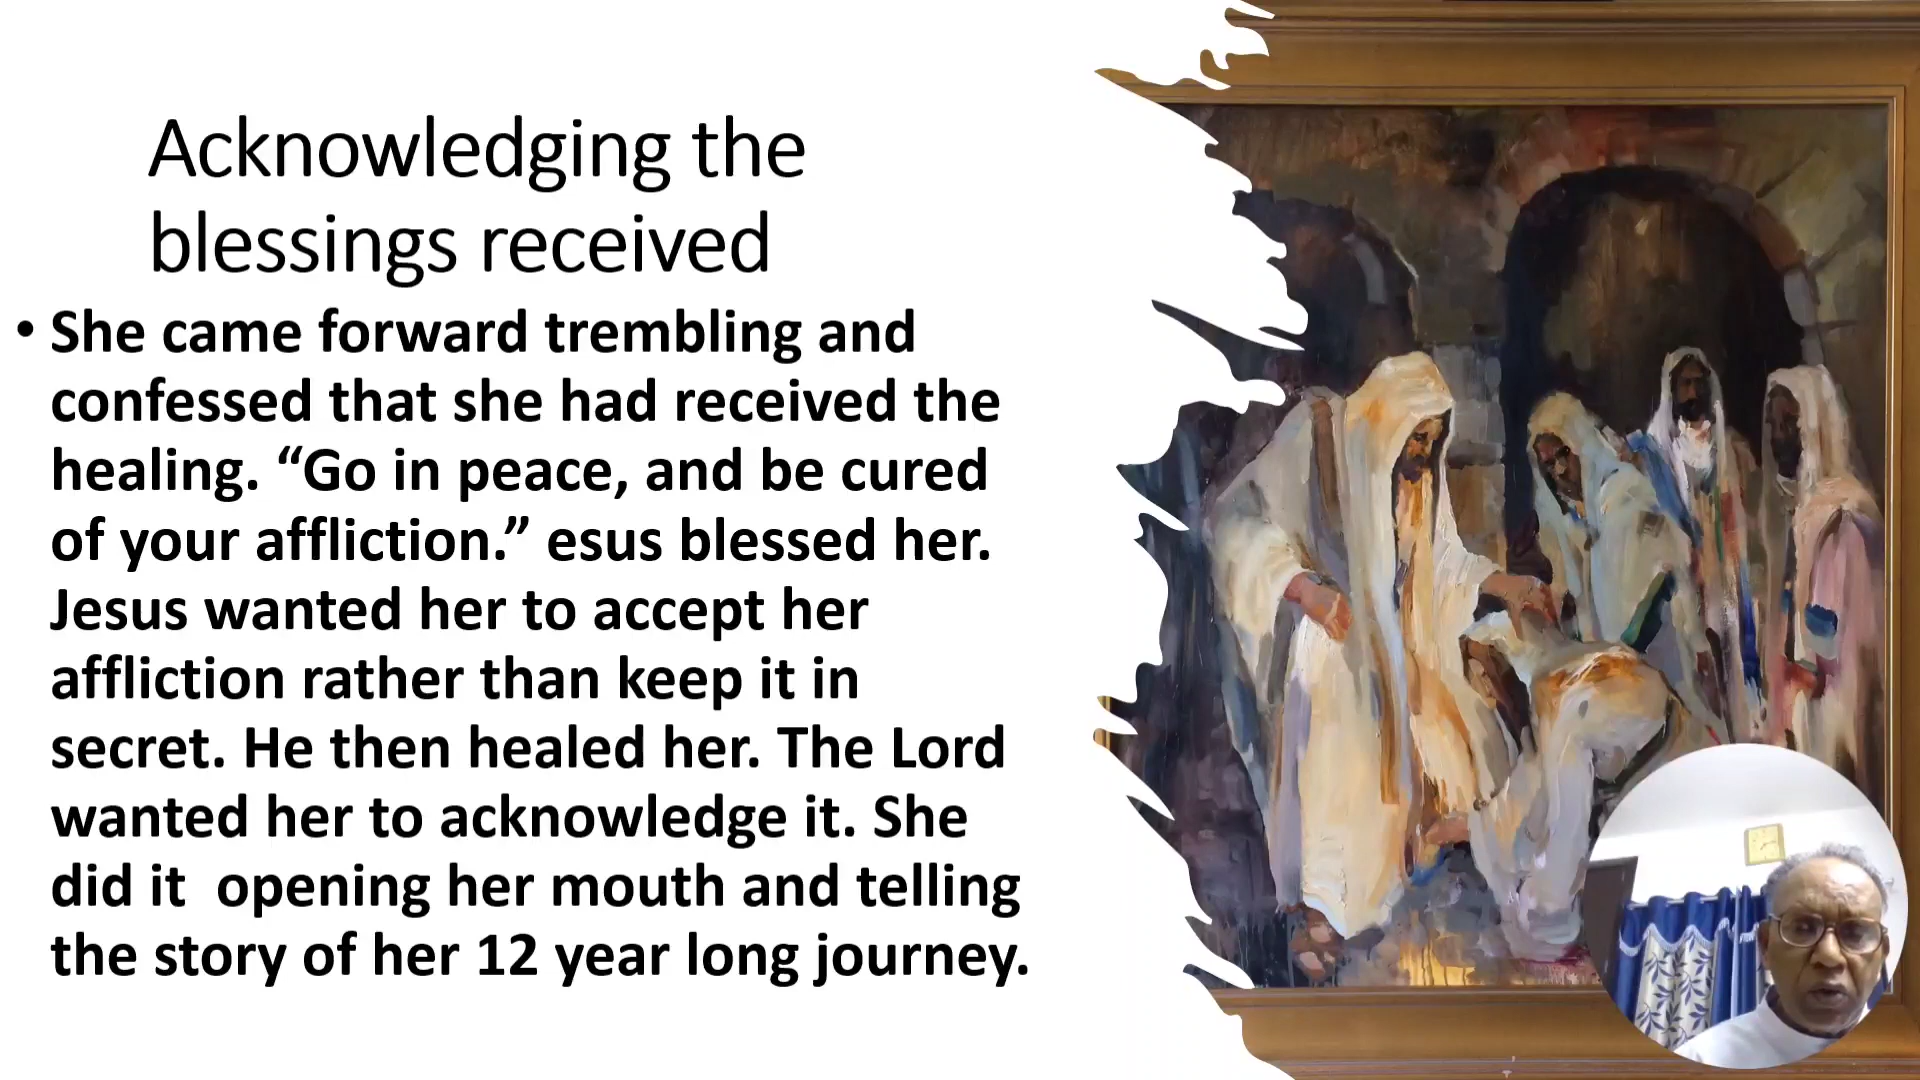 Acknowledging the
blessings received
• She came forward trembling and
confessed that she had received the
healing. “Go in peace, and be cured
of your affliction.” esus blessed her.
Jesus wanted her to accept her
affliction rather than keep it in
secret. He then healed her. The Lord
wanted her to acknowledge it. She
did it  opening her mouth and telling
the story of her 12 year long journey.